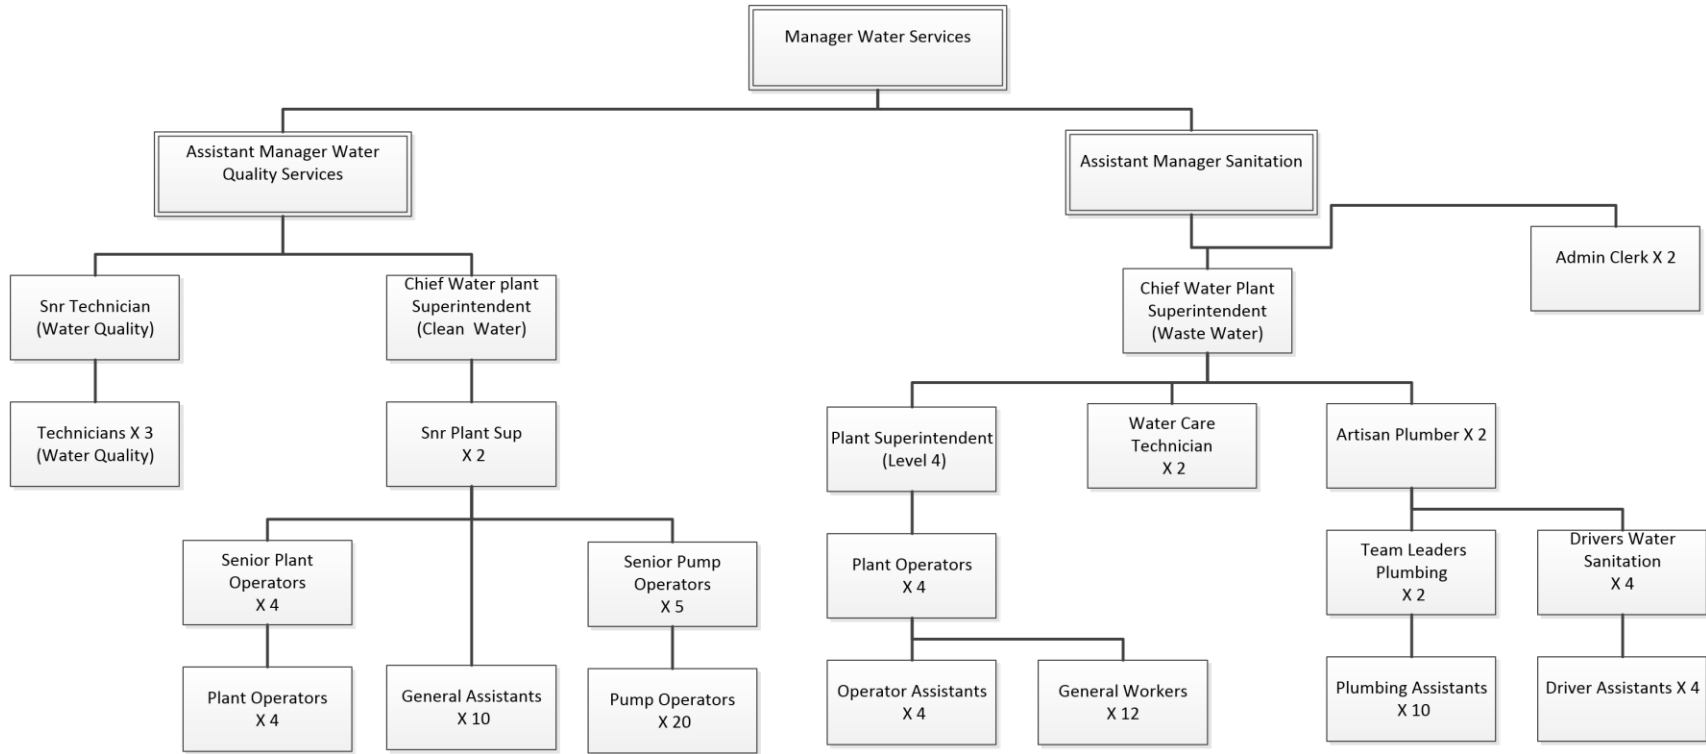 Manager Water Services
Assistant Manager Water
Quality Services
Assistant Manager Sanitation
Admin Clerk X 2
Snr Technician
(Water Quality)
Chief Water plant
Superintendent
(Clean Water)
Chief Water Plant
Superintendent
(Waste Water)
Technicians X 3
(Water Quality)
Snr Plant Sup
X 2
Plant Superintendent
(Level 4)
Water Care
Technician
X 2
Artisan Plumber X 2
Senior Plant
Operators
X 4
Senior Pump
Operators
X 5
Plant Operators
X 4
Team Leaders
Plumbing
X 2
Drivers Water
Sanitation
X 4
Plant Operators
X 4
General Assistants
X 10
Pump Operators
X 20
Operator Assistants
X 4
General Workers
X 12
Plumbing Assistants
X 10
Driver Assistants X 4